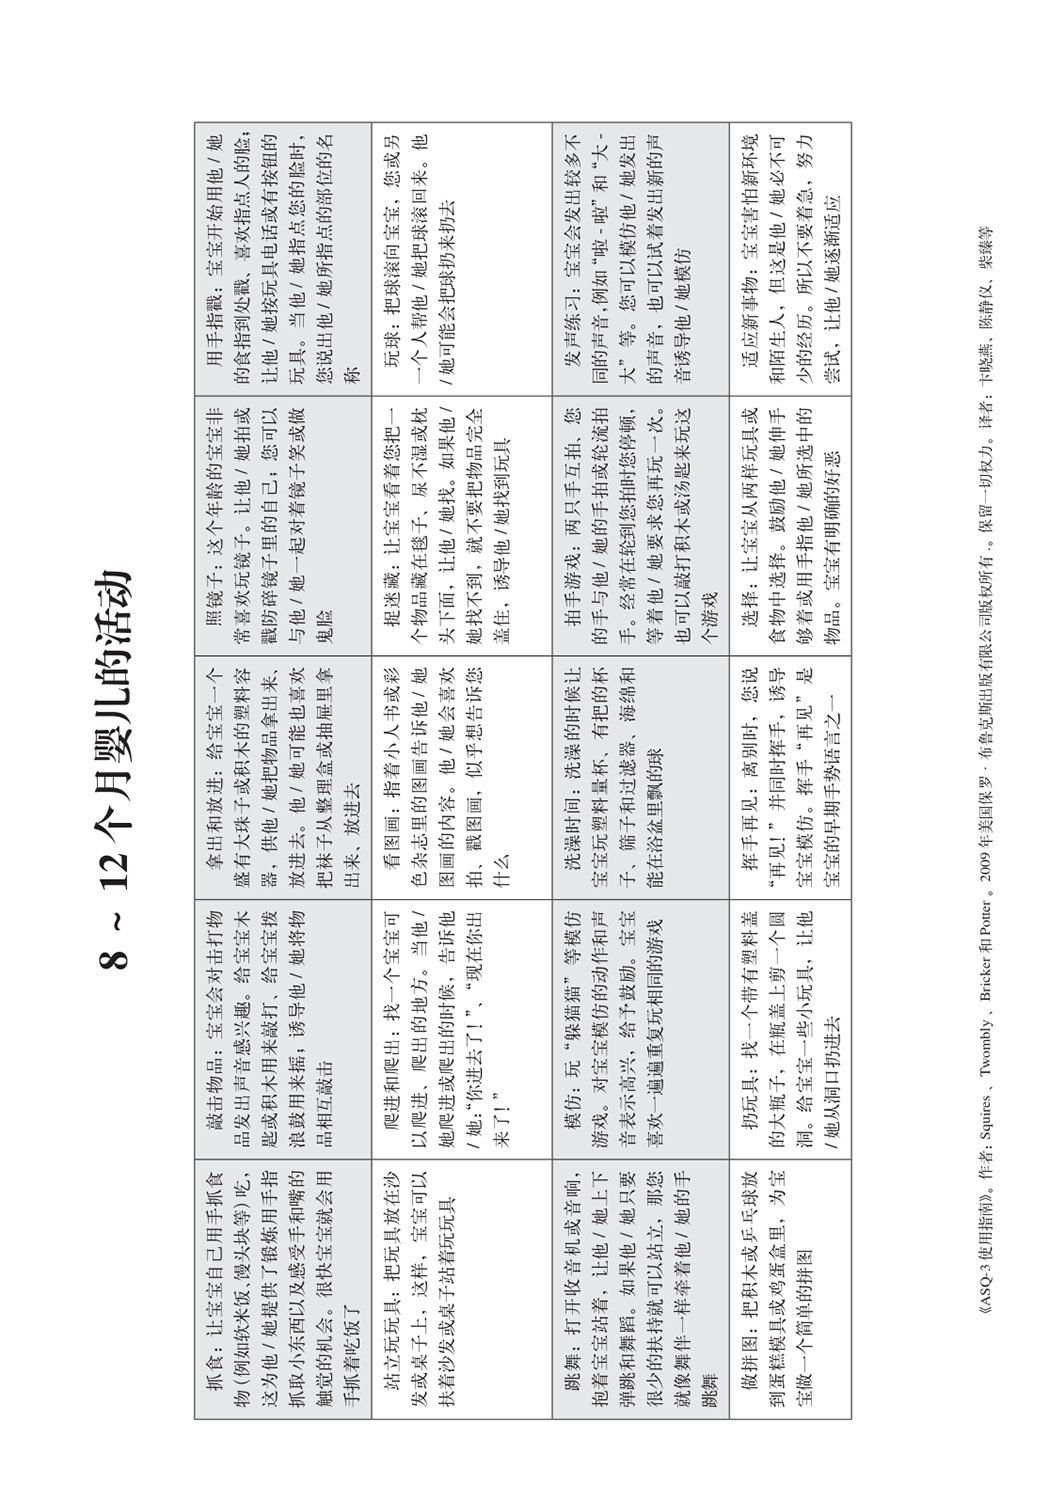 8 ~ 12 个月婴儿的活动
抓食：让宝宝自己用手抓食
物（例如软米饭、馒头块等）吃，
这为他 / 她提供了锻炼用手指
抓取小东西以及感受手和嘴的
触觉的机会。很快宝宝就会用
手抓着吃饭了
敲击物品：宝宝会对击打物
品发出声音感兴趣。给宝宝木
匙或积木用来敲打、给宝宝拨
浪鼓用来摇；诱导他 / 她将物
品相互敲击
拿出和放进：给宝宝一个
盛有大珠子或积木的塑料容
器，供他 / 她把物品拿出来、
放进去。他 / 她可能也喜欢
把袜子从整理盒或抽屉里拿
出来、放进去
照镜子：这个年龄的宝宝非
常喜欢玩镜子。让他 / 她拍或
戳防碎镜子里的自己；您可以
与他 / 她一起对着镜子笑或做
鬼脸
用手指戳：宝宝开始用他 / 她
的食指到处戳、喜欢指点人的脸；
让他 / 她按玩具电话或有按钮的
玩具。当他 / 她指点您的脸时，
您说出他 / 她所指点的部位的名
称
站立玩玩具：把玩具放在沙
发或桌子上，这样，宝宝可以
扶着沙发或桌子站着玩玩具
爬进和爬出：找一个宝宝可
以爬进、爬出的地方。当他 /
她爬进或爬出的时候，告诉他
/ 她：“你进去了！”、“现在你出
来了！”
看图画：指着小人书或彩
色杂志里的图画告诉他 / 她
图画的内容。他 / 她会喜欢
拍、戳图画，似乎想告诉您
什么
捉迷藏：让宝宝看着您把一
个物品藏在毯子、尿不湿或枕
头下面，让他 / 她找。如果他 /
她找不到，就不要把物品完全
盖住，诱导他 / 她找到玩具
玩球：把球滚向宝宝，您或另
一个人帮他 / 她把球滚回来。他
/ 她可能会把球扔来扔去
跳舞：打开收音机或音响，
抱着宝宝站着，让他 / 她上下
弹跳和舞蹈。如果他 / 她只要
很少的扶持就可以站立，那您
就像舞伴一样牵着他 / 她的手
跳舞
模仿：玩“躲猫猫”等模仿
游戏。对宝宝模仿的动作和声
音表示高兴，给予鼓励。宝宝
喜欢一遍遍重复玩相同的游戏
洗澡时间：洗澡的时候让
宝宝玩塑料量杯、有把的杯
子、筛子和过滤器、海绵和
能在浴盆里飘的球
拍手游戏：两只手互拍、您
的手与他 / 她的手拍或轮流拍
手。经常在轮到您拍时您停顿，
等着他 / 她要求您再玩一次。
也可以敲打积木或汤匙来玩这
个游戏
发声练习：宝宝会发出较多不
同的声音，例如“啦 - 啦”和“大 -
大”等。您可以模仿他 / 她发出
的声音，也可以试着发出新的声
音诱导他 / 她模仿
做拼图：把积木或乒乓球放
到蛋糕模具或鸡蛋盒里，为宝
宝做一个简单的拼图
扔玩具：找一个带有塑料盖
的大瓶子，在瓶盖上剪一个圆
洞。给宝宝一些小玩具，让他
/ 她从洞口扔进去
挥手再见：离别时，您说
“再见！”并同时挥手，诱导
宝宝模仿。挥手“再见”是
宝宝的早期手势语言之一
选择：让宝宝从两样玩具或
食物中选择。鼓励他 / 她伸手
够着或用手指他 / 她所选中的
物品。宝宝有明确的好恶
适应新事物：宝宝害怕新环境
和陌生人，但这是他 / 她必不可
少的经历。所以不要着急，努力
尝试，让他 / 她逐渐适应
《ASQ-3 使用指南》。作者：Squires 、Twombly 、Bricker 和 Potter 。2009 年美国保罗 · 布鲁克斯出版有限公司版权所有 ·。保留一切权力。译者：卞晓燕、陈静仪、柴臻等